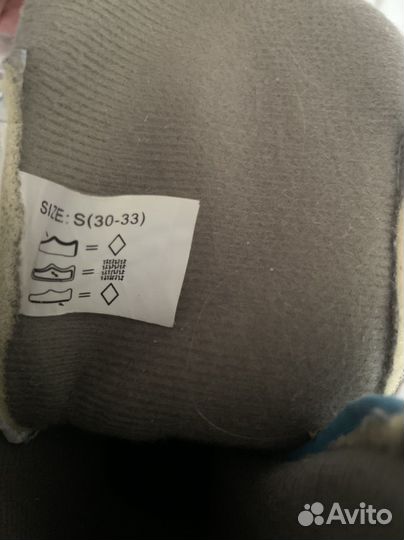 SIZE: S(30-33)
=
=
=
Avito